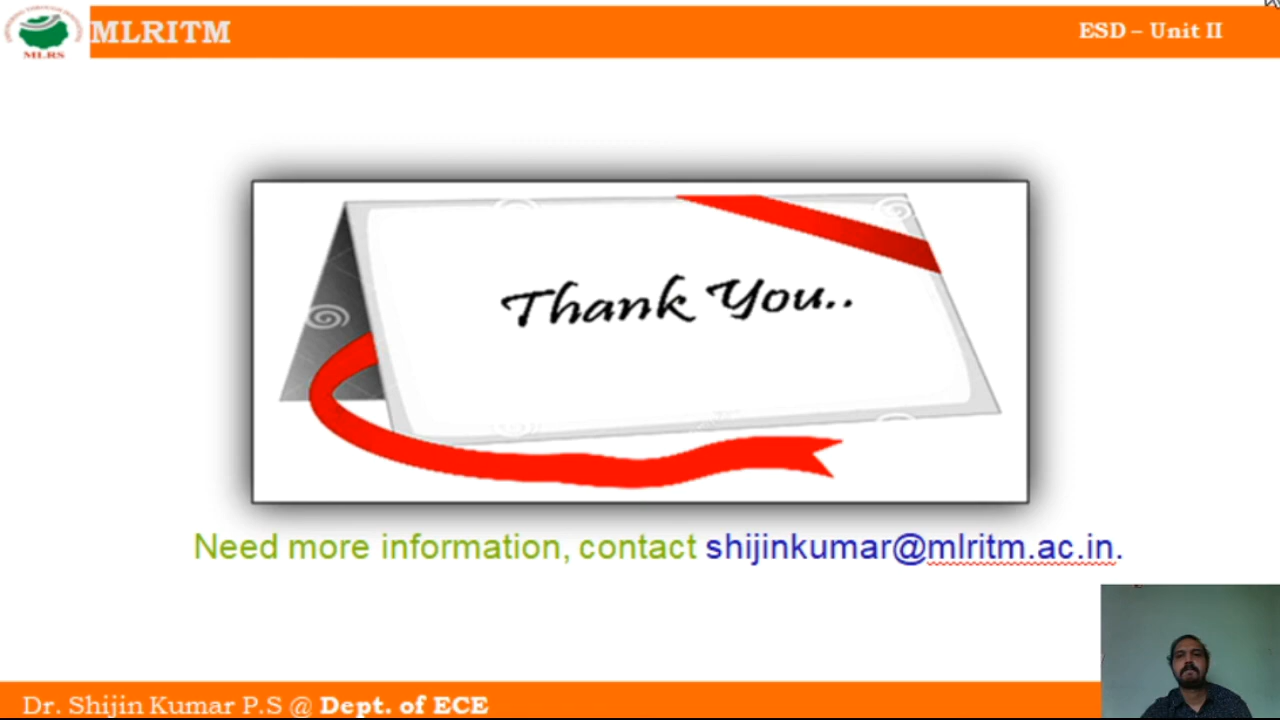 MLRITM
ESD – Unit II
MLRS
Thank You..
Need more information, contact shijinkumar@mlritm.ac.in.
Dr. Shijin Kumar P.S @ Dept. of ECE